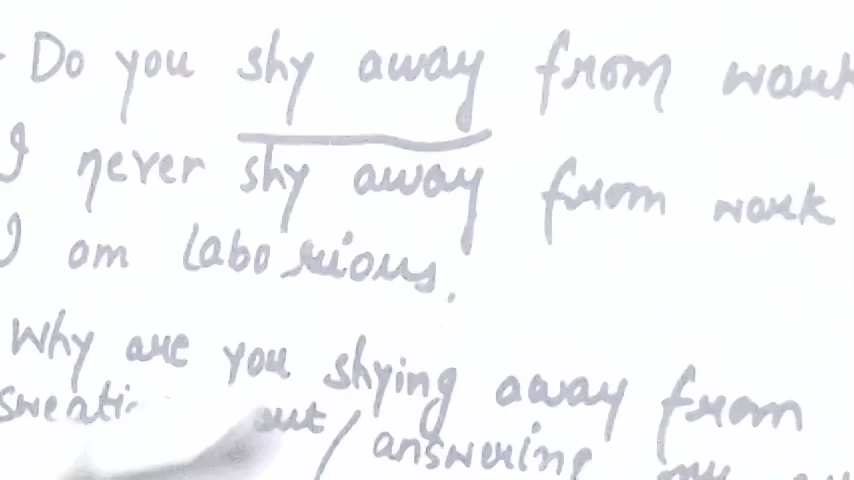 Do you shy away from work
I never shy away from work
I am laborious.
Why are you shying away from
out/answering my